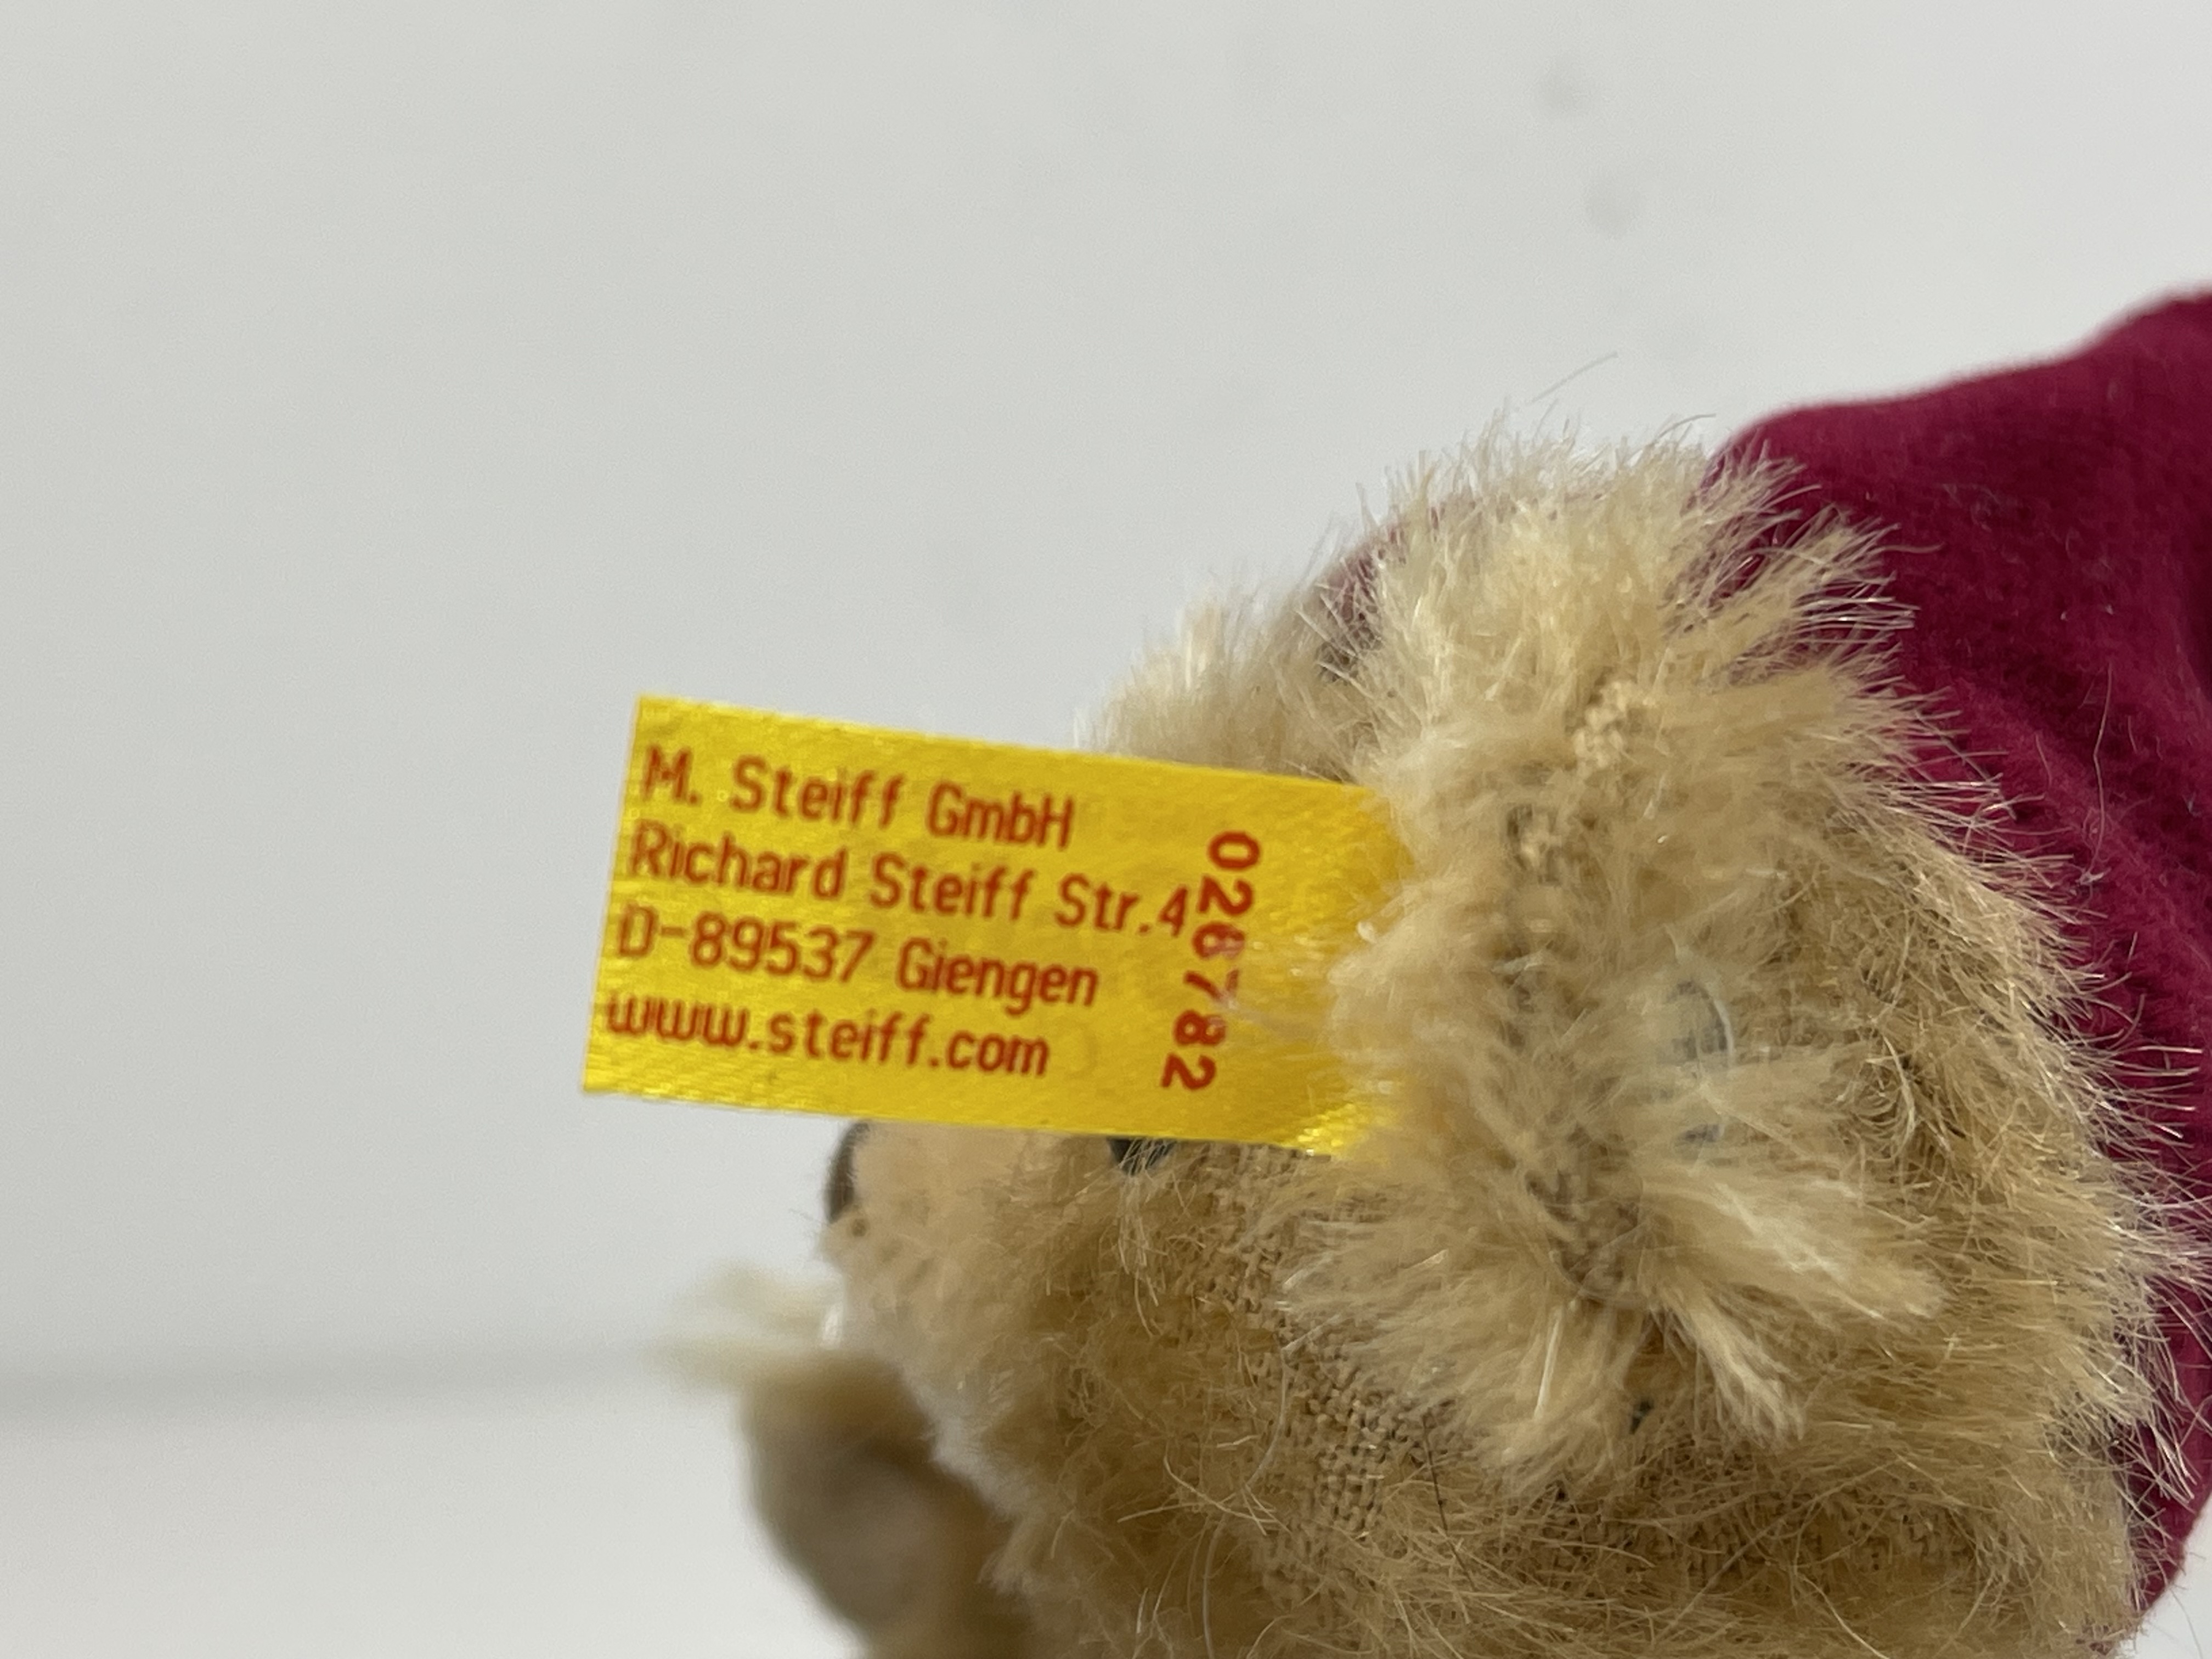 M. Steiff GmbH
Richard Steiff Str.4
D-89537 Giengen
www.steiff.com
026782